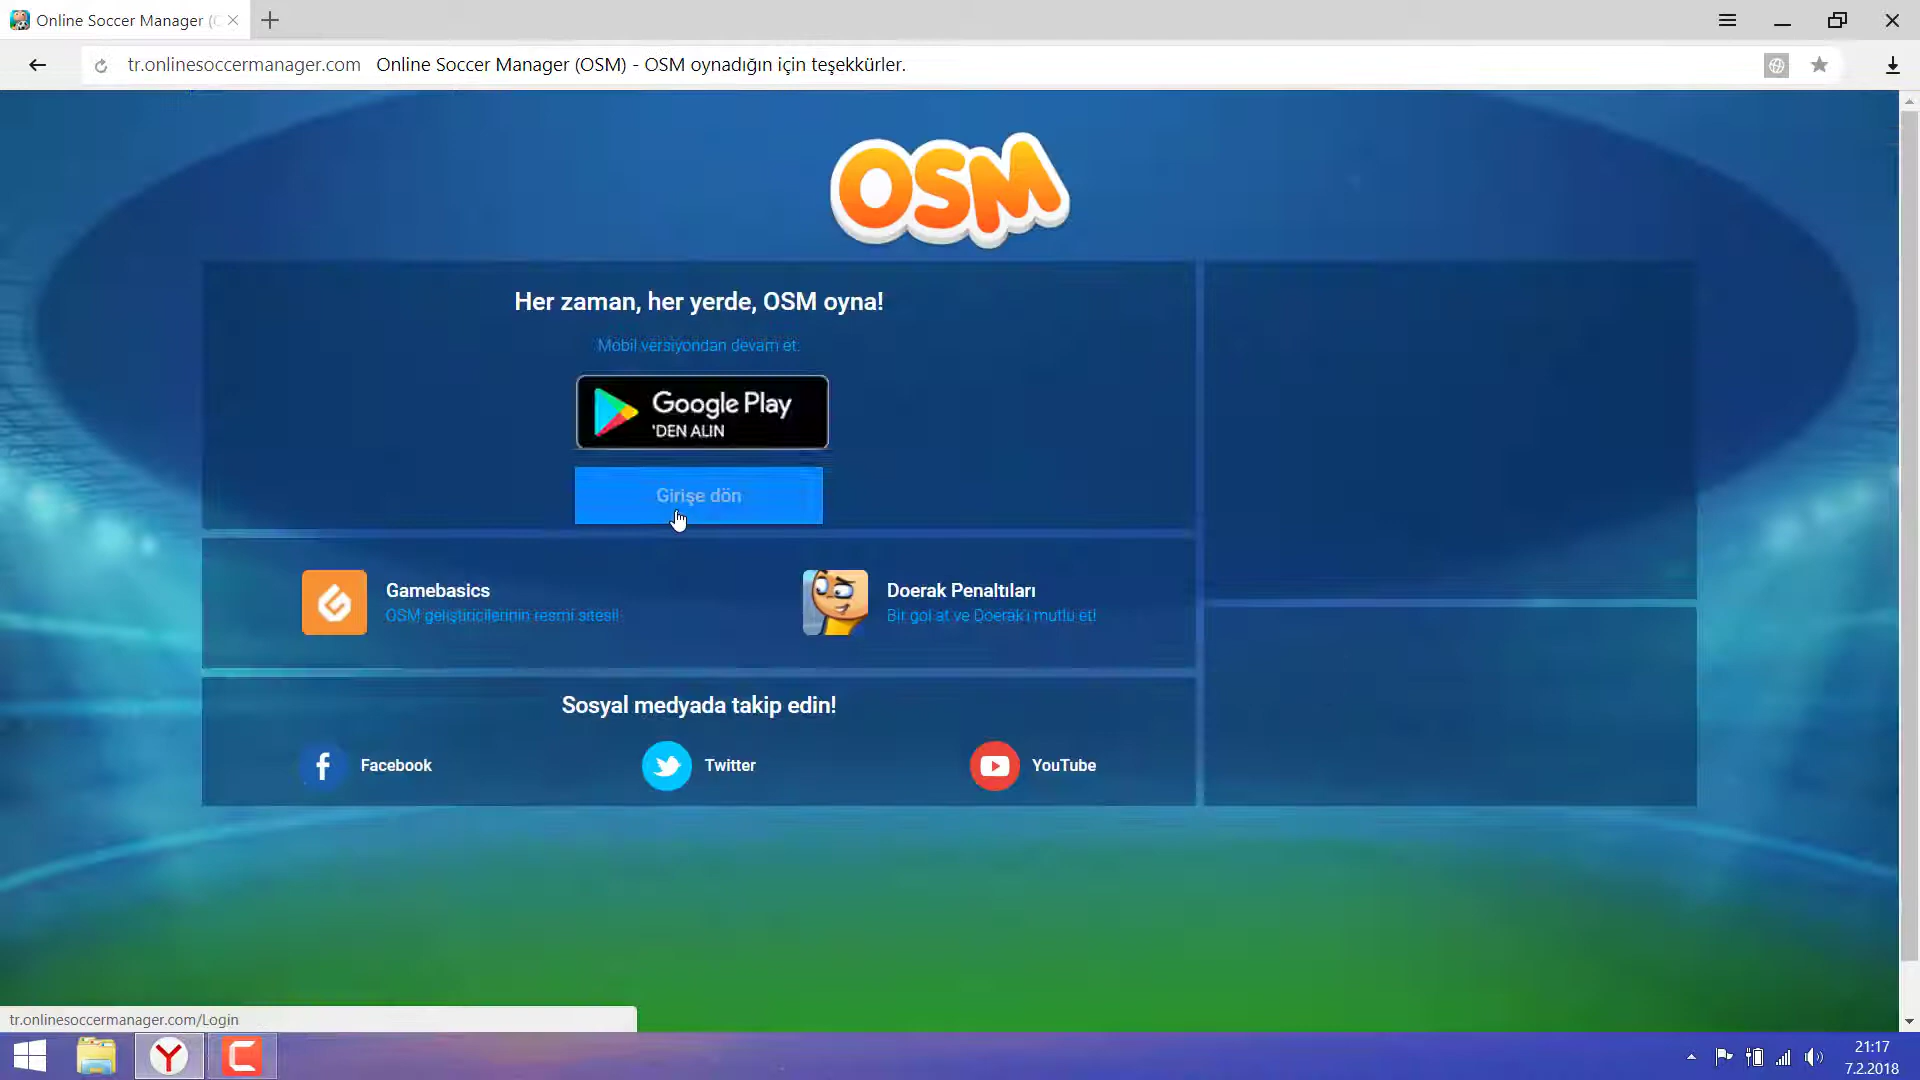 Online Soccer Manager (
tr.onlinesoccermanager.com Online Soccer Manager (OSM) - OSM oynadığın için teşekkürler.
OSM
Her zaman, her yerde, OSM oyna!
Mobil versiyondan devam et.
Google Play
'DEN ALIN
Girişe dön
Gamebasics
OSM geliştiricilerinin resmi sitesi!
Doerak Penaltıları
Bir gol at ve Doerak'ı mutlu et!
Sosyal medyada takip edin!
Facebook
Twitter
YouTube
tr.onlinesoccermanager.com/Login
21:17
7.2.2018